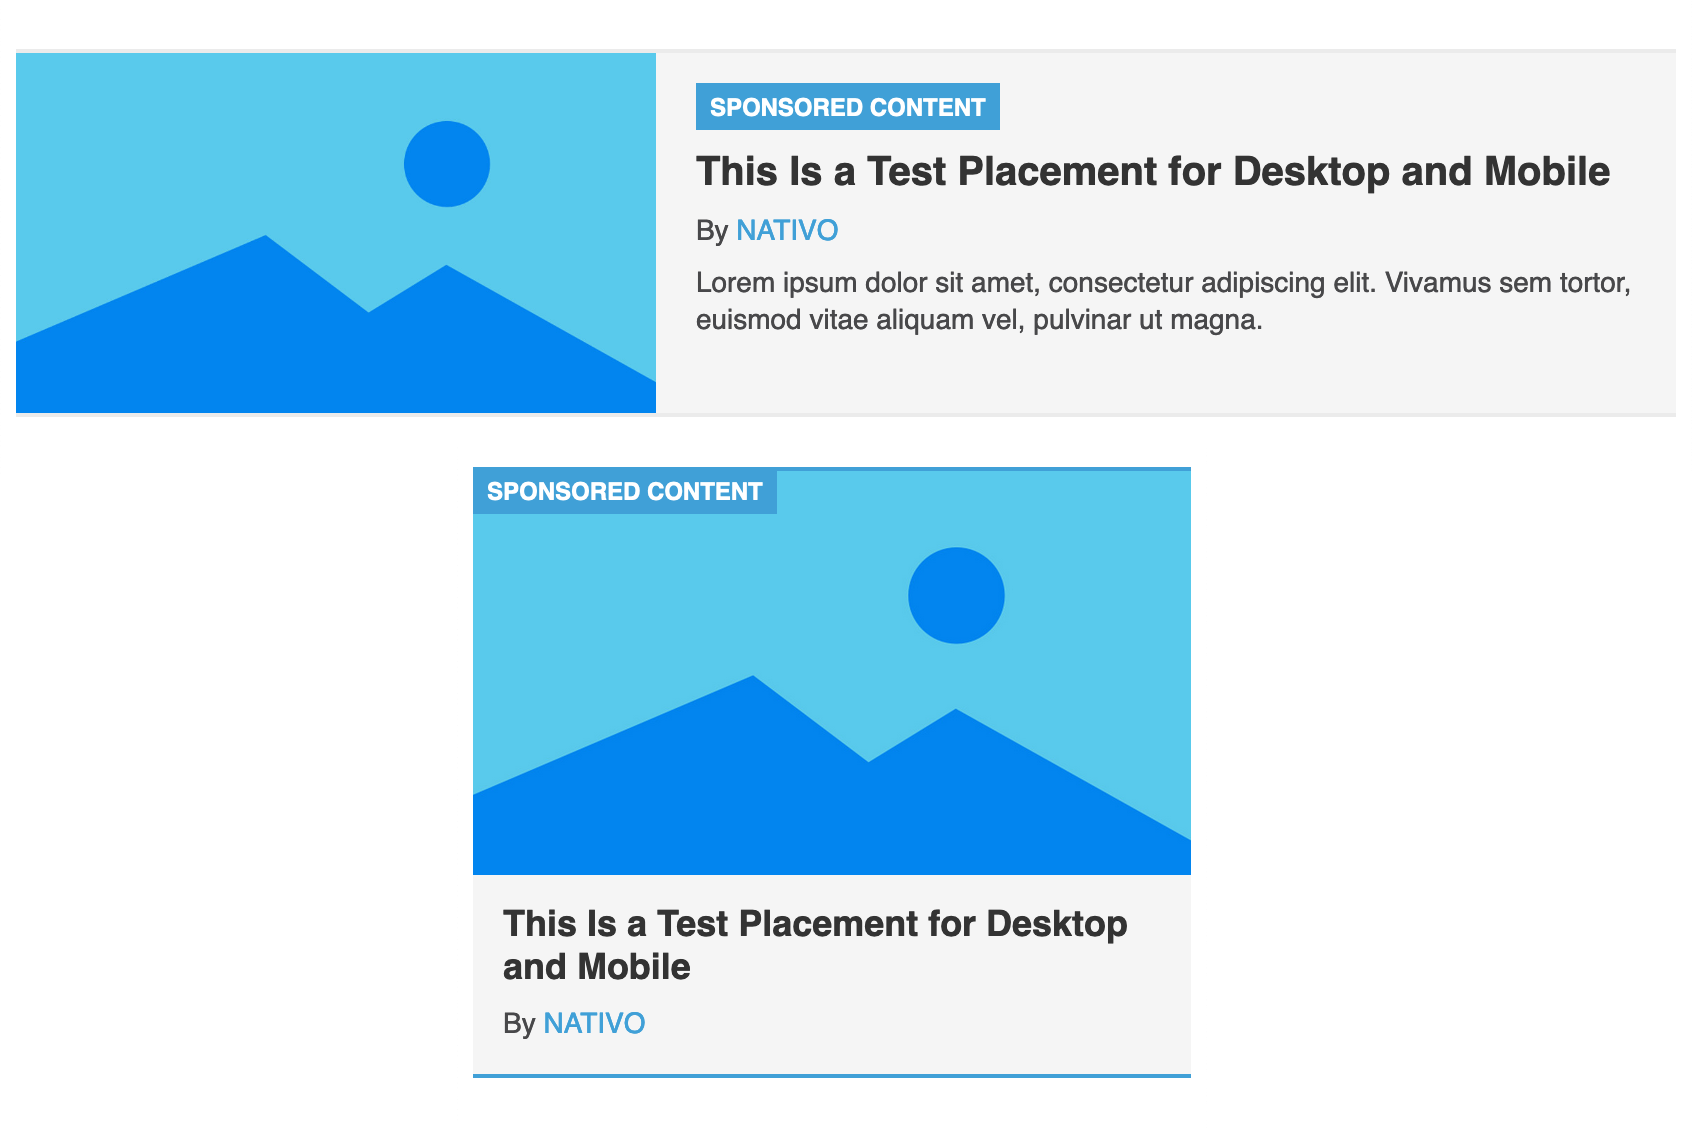 SPONSORED CONTENT
This Is a Test Placement for Desktop and Mobile
By NATIVO
Lorem ipsum dolor sit amet, consectetur adipiscing elit. Vivamus sem tortor,
euismod vitae aliquam vel, pulvinar ut magna.
SPONSORED CONTENT
This Is a Test Placement for Desktop
and Mobile
By NATIVO